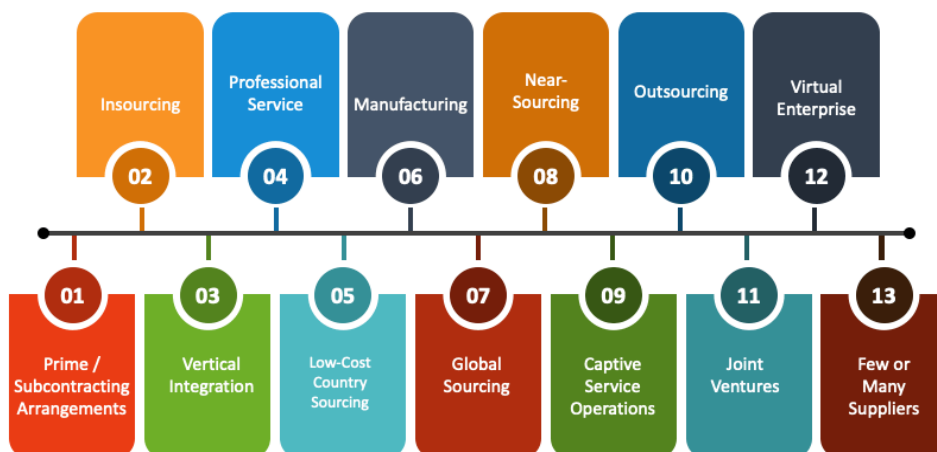 Insourcing
02
Professional
Service
04
Manufacturing
06
Near-
Sourcing
08
Outsourcing
10
Virtual
Enterprise
12
01
Prime /
Subcontracting
Arrangements
03
Vertical
Integration
05
Low-Cost
Country
Sourcing
07
Global
Sourcing
09
Captive
Service
Operations
11
Joint
Ventures
13
Few or
Many
Suppliers